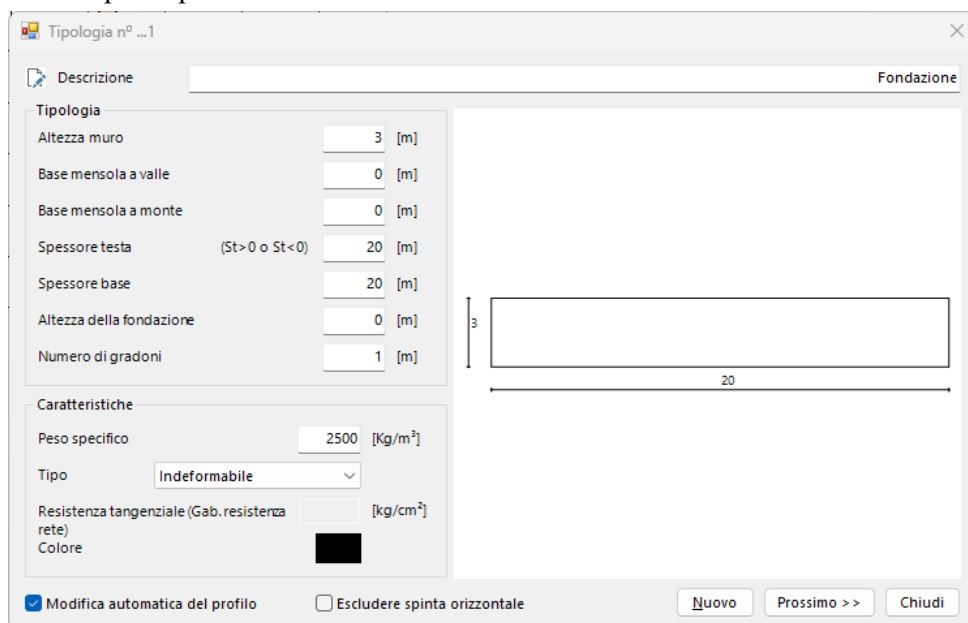 Tipologia nº ...1
Descrizione Fondazione
Tipologia
Altezza muro 3 [m]
Base mensola a valle 0 [m]
Base mensola a monte 0 [m]
Spessore testa (St>0 o St<0) 20 [m]
Spessore base 20 [m]
Altezza della fondazione 0 [m]
Numero di gradoni 1 [m]
3
20
Caratteristiche
Peso specifico 2500 [Kg/m³]
Tipo Indeformabile
Resistenza tangenziale (Gab. resistenza [kg/cm²]
rete)
Colore
Modifica automatica del profilo Escludere spinta orizzontale Nuovo Prossimo >> Chiudi